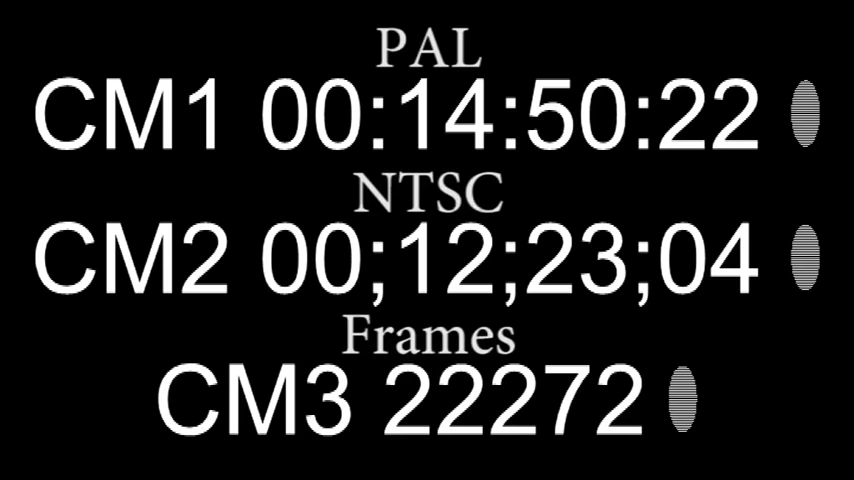 PAL
CM1 00:14:50:22
NTSC
CM2 00;12;23;04
Frames
CM3 22272